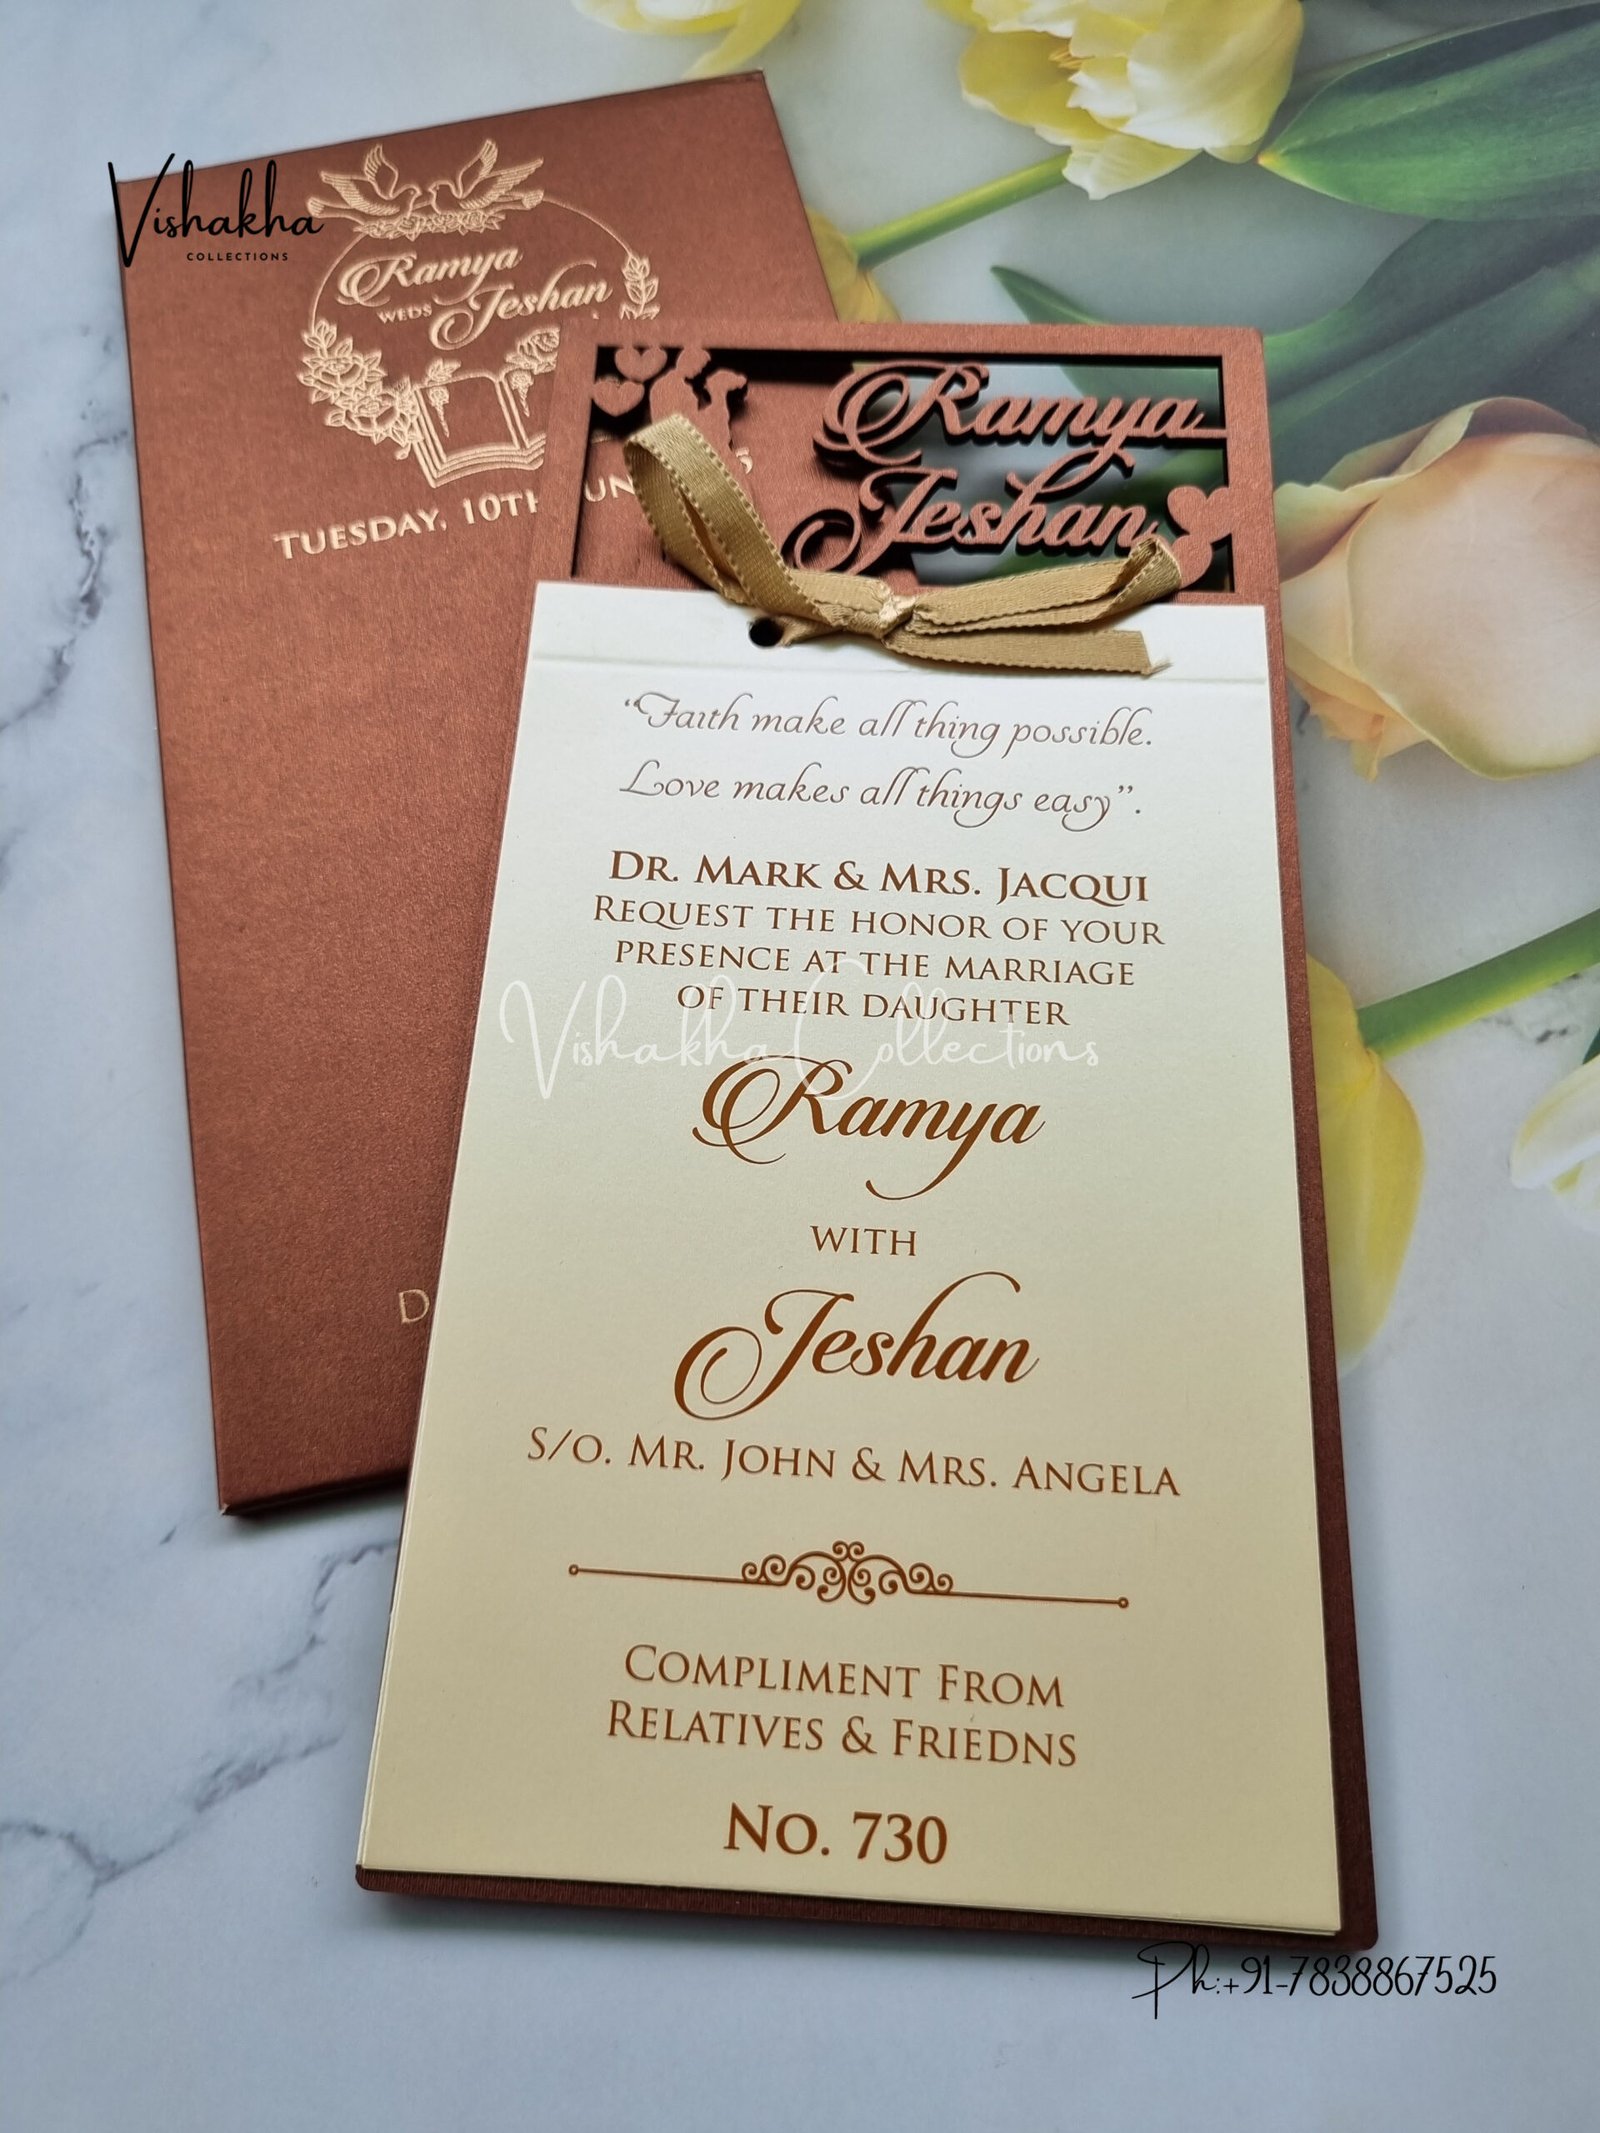 Vishakha
COLLECTIONS
Ramya
WEDS
Jeshan
TUESDAY, 10TH
Ramya
Jeshan
“Faith make all thing possible.
Love makes all things easy”.
DR. MARK & MRS. JACQUI
REQUEST THE HONOR OF YOUR
PRESENCE AT THE MARRIAGE
OF THEIR DAUGHTER
Vishakha Collections
Ramya
WITH
Jeshan
S/O. MR. JOHN & MRS. ANGELA
COMPLIMENT FROM
RELATIVES & FRIEDNS
NO. 730
Ph:+91-7838867525